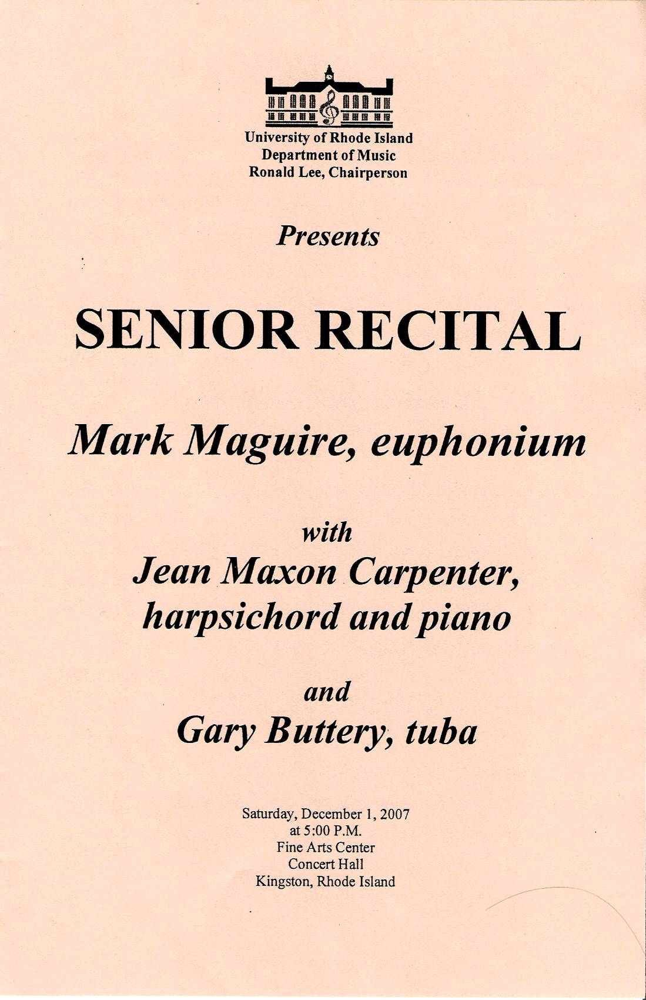 University of Rhode Island
Department of Music
Ronald Lee, Chairperson
Presents
SENIOR RECITAL
Mark Maguire, euphonium
with
Jean Maxon Carpenter,
harpsichord and piano
and
Gary Buttery, tuba
Saturday, December 1, 2007
at 5:00 P.M.
Fine Arts Center
Concert Hall
Kingston, Rhode Island